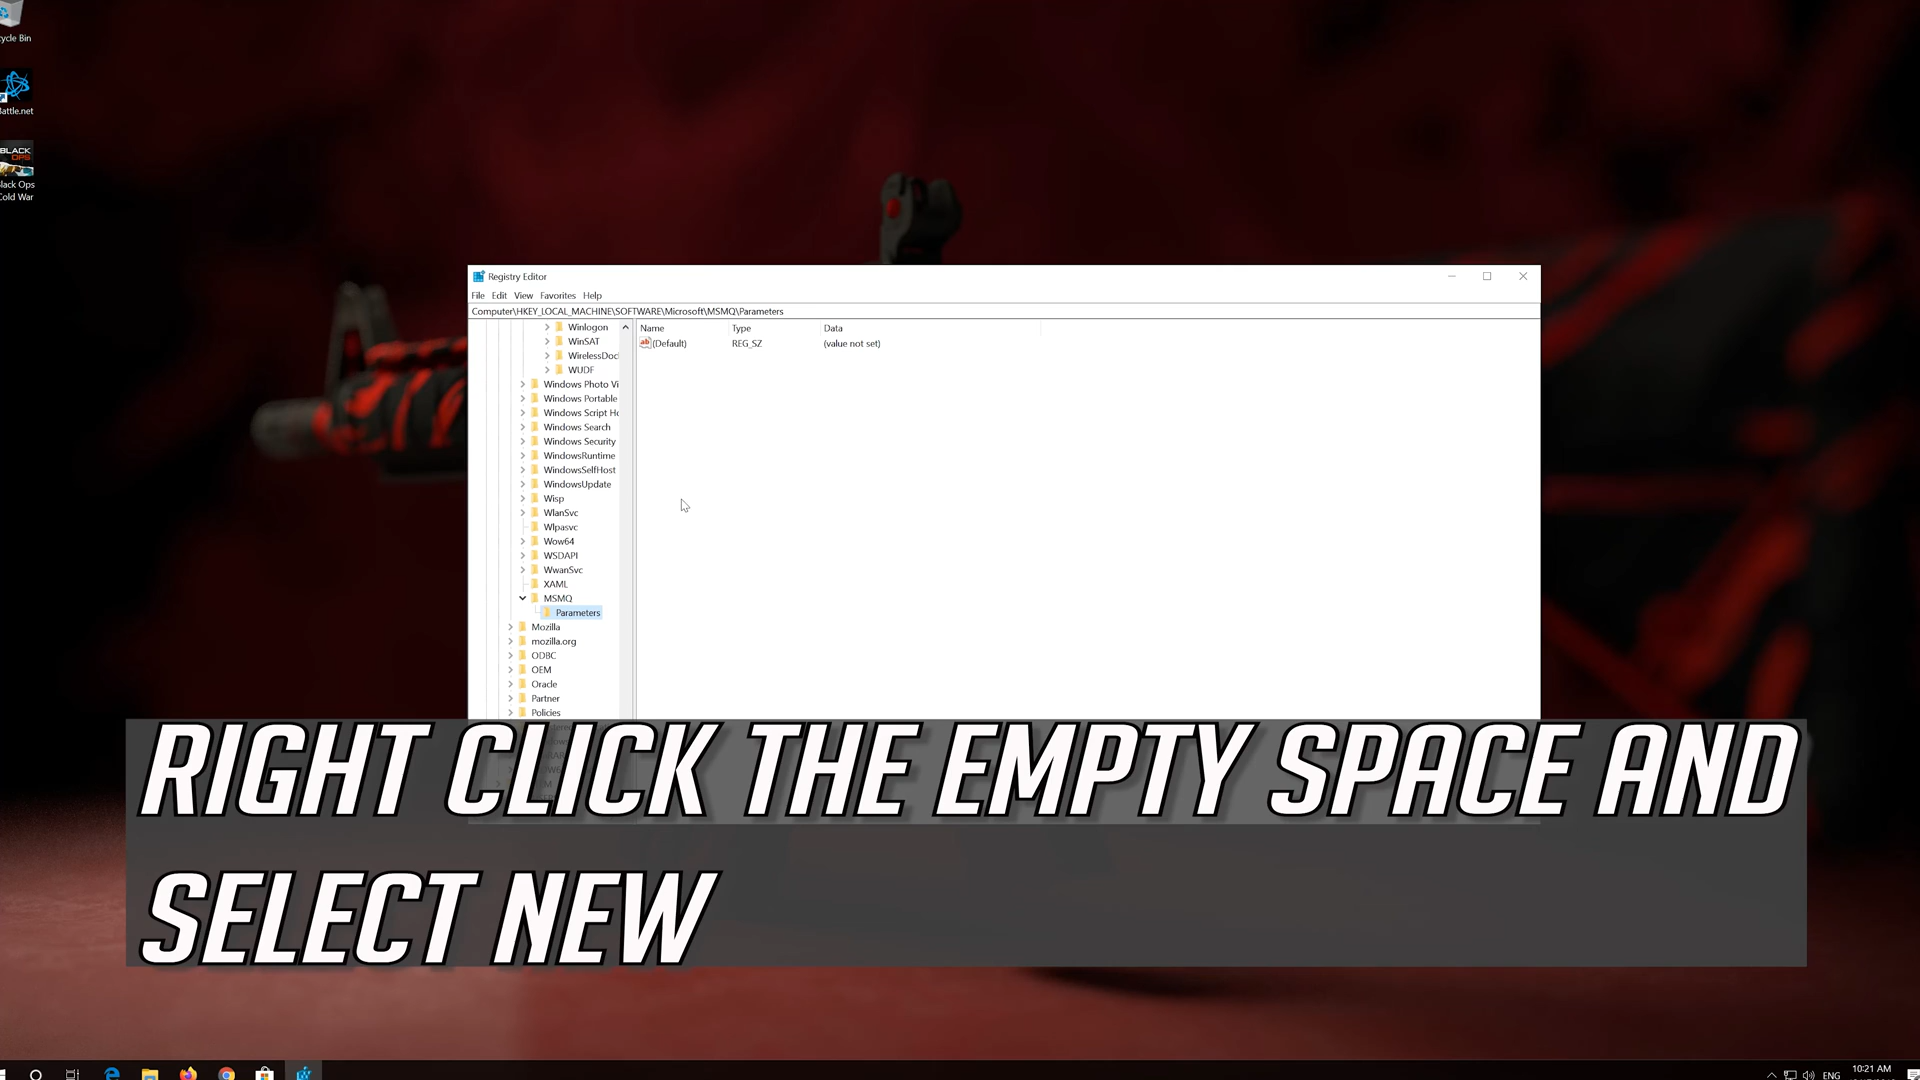 ycle Bin
Battle.net
BLACK
OPS
Black Ops
Cold War
Registry Editor
File Edit View Favorites Help
Computer\HKEY_LOCAL_MACHINE\SOFTWARE\Microsoft\MSMQ\Parameters
Name Type Data
ab (Default) REG_SZ (value not set)
Winlogon
WinSAT
WirelessDoc
WUDF
Windows Photo Vi
Windows Portable
Windows Script Ho
Windows Search
Windows Security
WindowsRuntime
WindowsSelfHost
WindowsUpdate
Wisp
WlanSvc
Wlpasvc
Wow64
WSDAPI
WwanSvc
XAML
MSMQ
Parameters
Mozilla
mozilla.org
ODBC
OEM
Oracle
Partner
Policies
RIGHT CLICK THE EMPTY SPACE AND
SELECT NEW
ENG
10:21 AM